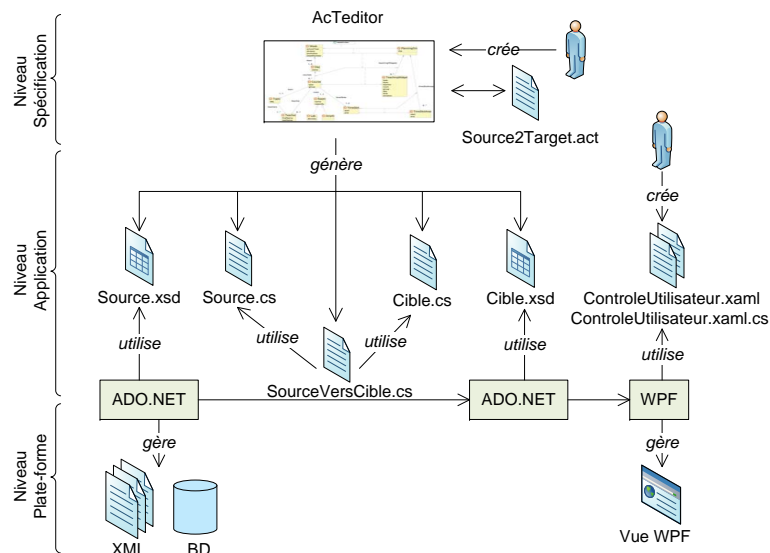 AcTeditor
crée
Niveau
Spécification
Source2Target.act
génère
crée
Niveau
Application
Source.xsd
Source.cs
Cible.cs
Cible.xsd
ControleUtilisateur.xaml
ControleUtilisateur.xaml.cs
utilise
utilise
utilise
utilise
utilise
SourceVersCible.cs
ADO.NET
ADO.NET
WPF
Niveau
Plate-forme
gère
gère
XML
BD
Vue WPF